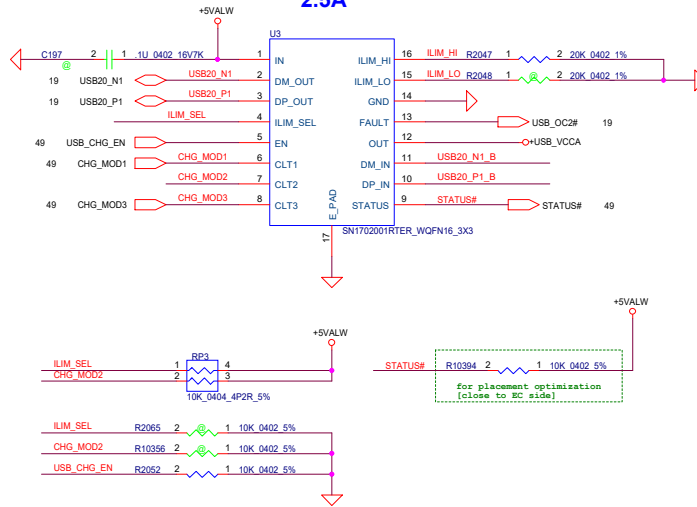 2.5A
+5VALW
U3
C197 2 1 .1U_0402_16V7K 1 IN ILIM_HI 16 ILIM_HI R2047 1 2 20K_0402_1%
@
19 USB20_N1 USB20_N1 2 DM_OUT ILIM_LO 15 ILIM_LO R2048 1 @ 2 20K_0402_1%
19 USB20_P1 USB20_P1 3 DP_OUT GND 14
ILIM_SEL 4 ILIM_SEL FAULT 13 USB_OC2# 19
49 USB_CHG_EN 5 EN OUT 12 +USB_VCCA
49 CHG_MOD1 CHG_MOD1 6 CLT1 DM_IN 11 USB20_N1_B
CHG_MOD2 7 CLT2 DP_IN 10 USB20_P1_B
49 CHG_MOD3 CHG_MOD3 8 CLT3 STATUS 9 STATUS# STATUS# 49
E_PAD
17
SN1702001RTER_WQFN16_3X3
+5VALW
+5VALW
RP3
ILIM_SEL 1 4
CHG_MOD2 2 3
10K_0404_4P2R_5%
STATUS# R10394 2 1 10K_0402_5%
for placement optimization
[close to EC side]
ILIM_SEL R2065 2 @ 1 10K_0402_5%
CHG_MOD2 R10356 2 @ 1 10K_0402_5%
USB_CHG_EN R2052 2 1 10K_0402_5%